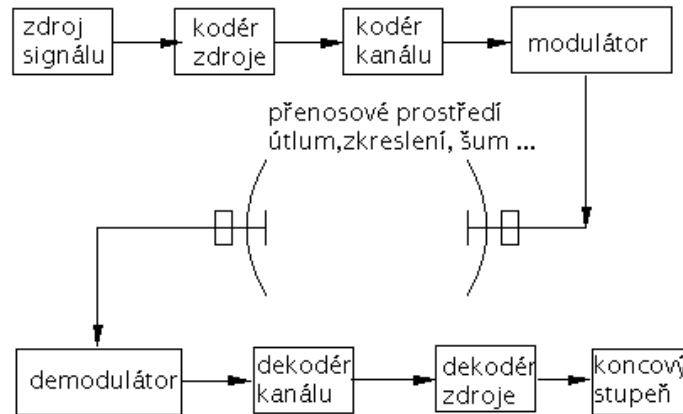 zdroj
signálu
kodér
zdroje
kodér
kanálu
modulátor
přenosové prostředí
útlum,zkreslení, šum ...
demodulátor
dekodér
kanálu
dekodér
zdroje
koncový
stupeň